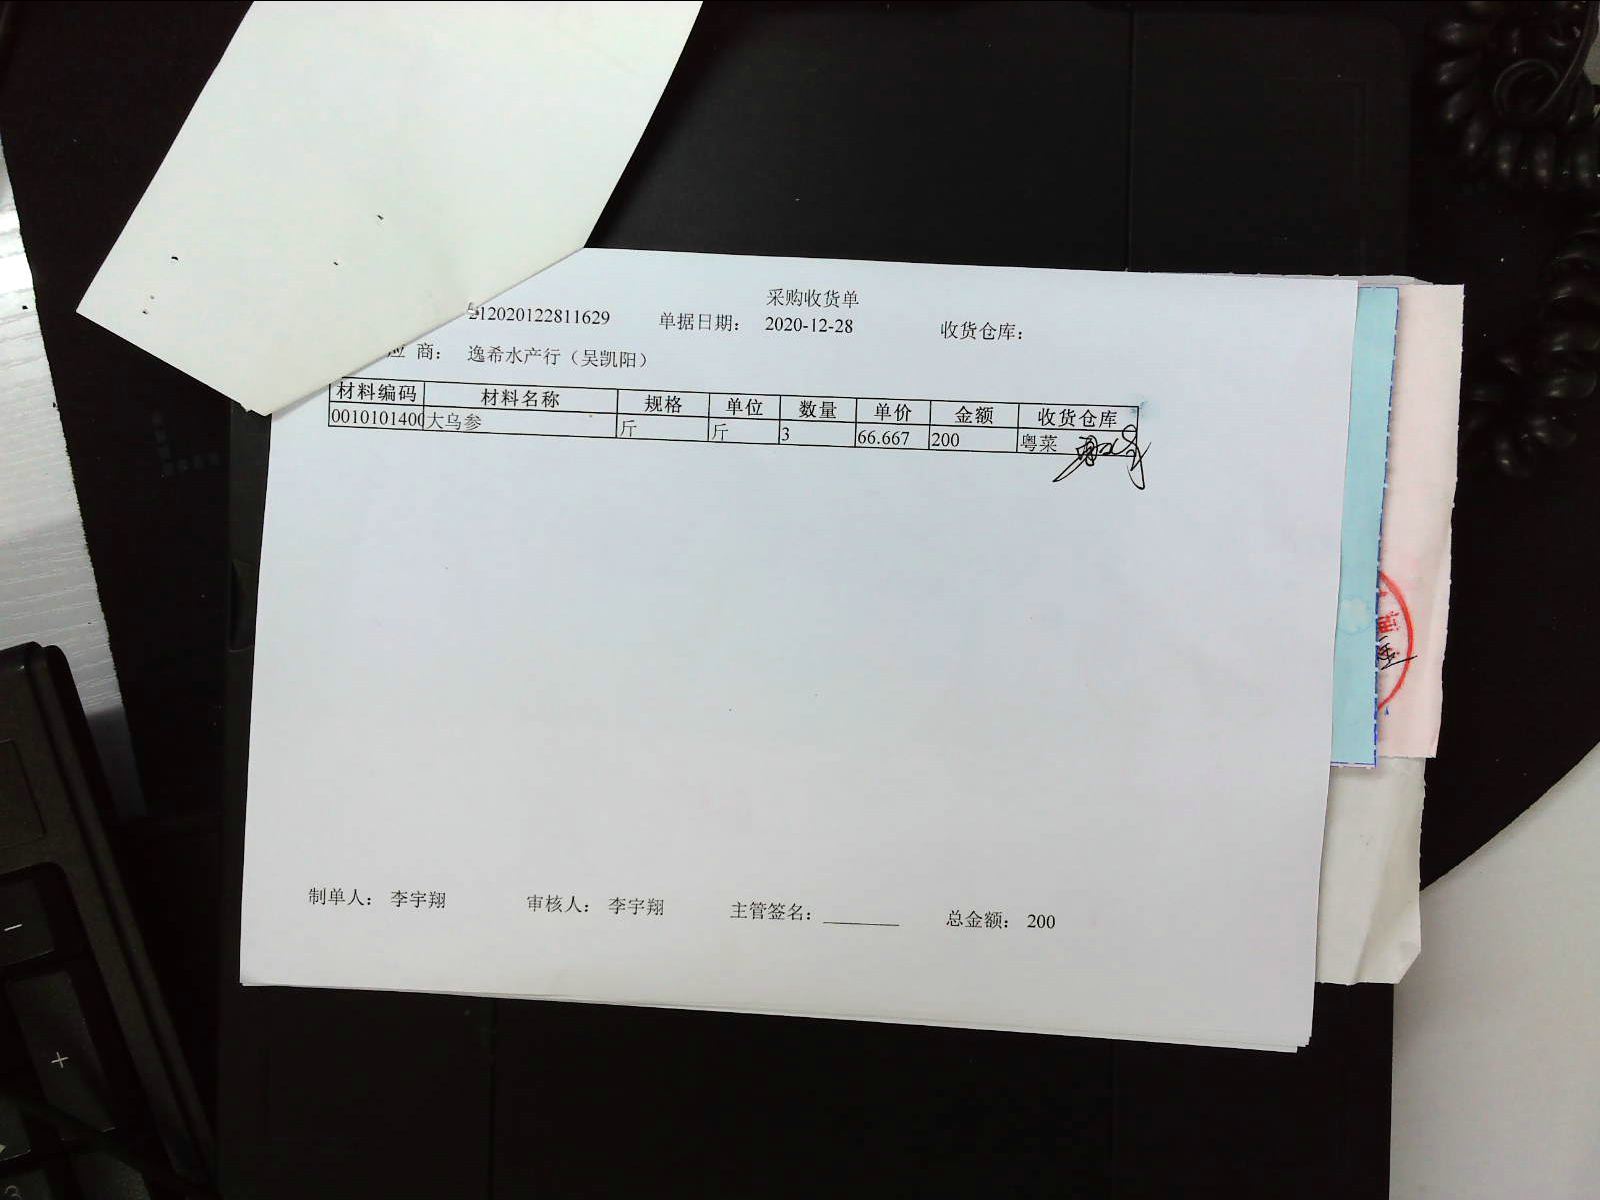 采购收货单
12020122811629 单据日期: 2020-12-28 收货仓库:
应 商: 逸希水产行（吴凯阳）
材料编码 材料名称 规格 单位 数量 单价 金额 收货仓库
0010101400 大乌参 斤 斤 3 66.667 200 粤菜
制单人: 李宇翔 审核人: 李宇翔 主管签名: ________ 总金额: 200